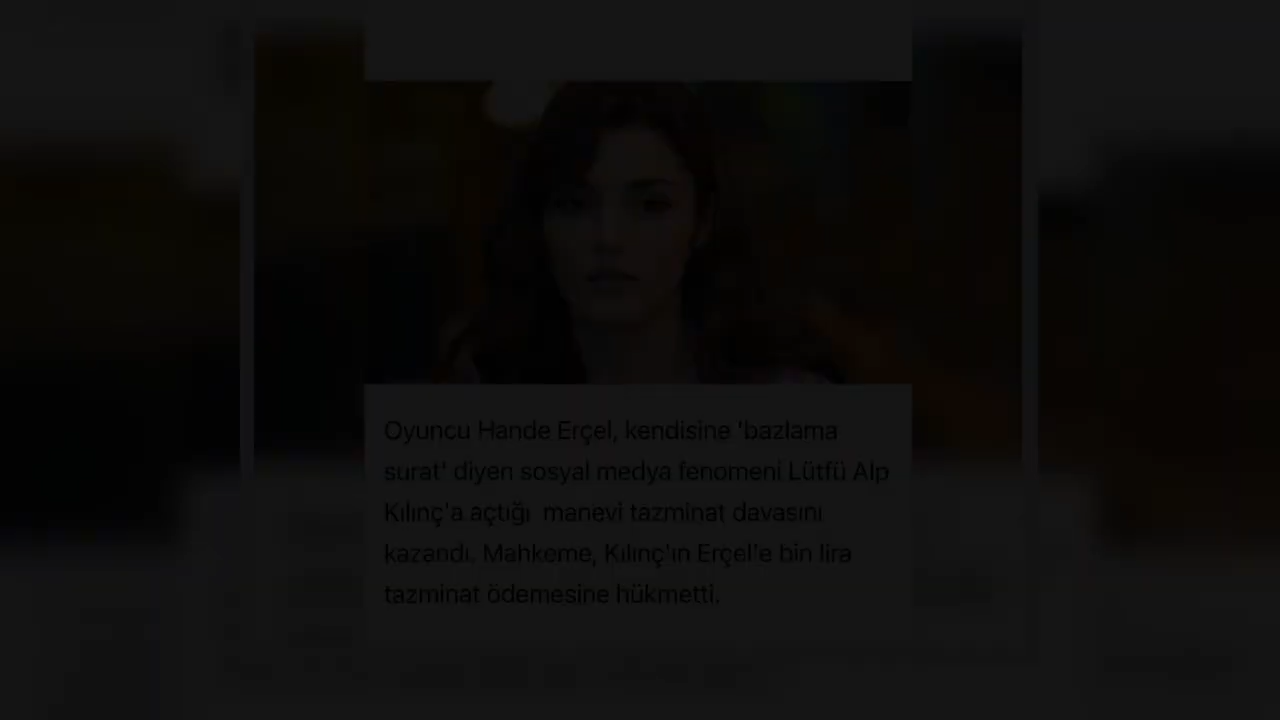 Oyuncu Hande Erçel, kendisine 'bazlama
surat' diyen sosyal medya fenomeni Lütfü Alp
Kılınç'a açtığı  manevi tazminat davasını
kazandı. Mahkeme, Kılınç'ın Erçel'e bin lira
tazminat ödemesine hükmetti.